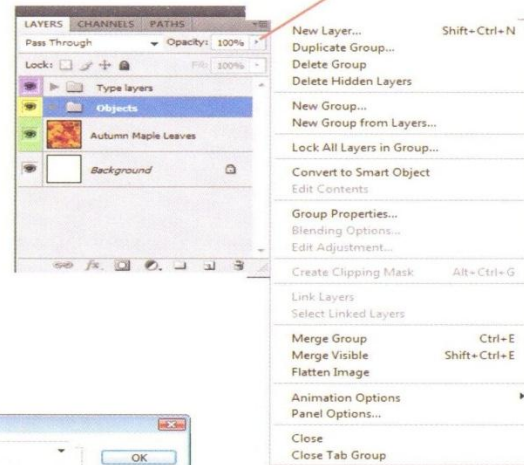 LAYERS CHANNELS PATHS
Pass Through Opacity: 100%
Lock: Fill: 100%
Type layers
Objects
Autumn Maple Leaves
Background
fx.
New Layer... Shift+Ctrl+N
Duplicate Group...
Delete Group
Delete Hidden Layers
New Group...
New Group from Layers...
Lock All Layers in Group...
Convert to Smart Object
Edit Contents
Group Properties...
Blending Options...
Edit Adjustment...
Create Clipping Mask Alt+Ctrl+G
Link Layers
Select Linked Layers
Merge Group Ctrl+E
Merge Visible Shift+Ctrl+E
Flatten Image
Animation Options
Panel Options...
Close
Close Tab Group
OK